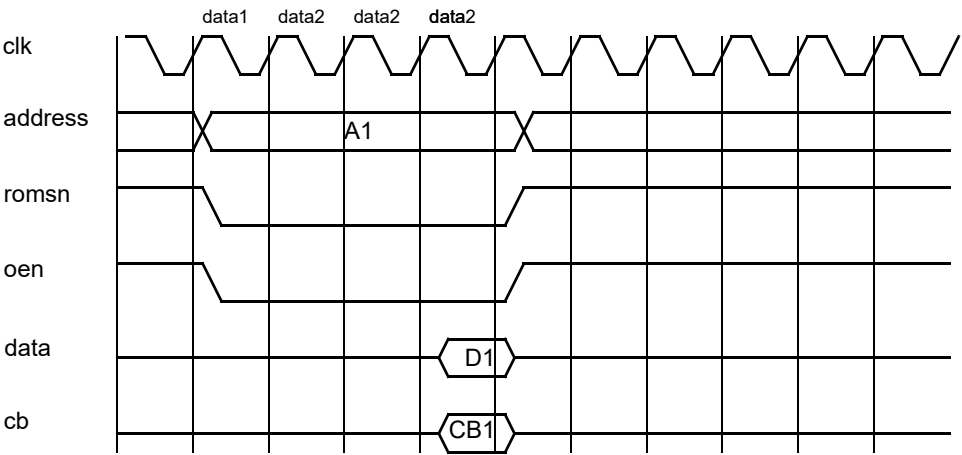 data1 data2 data2 data2
clk
address A1
romsn
oen
data D1
cb CB1